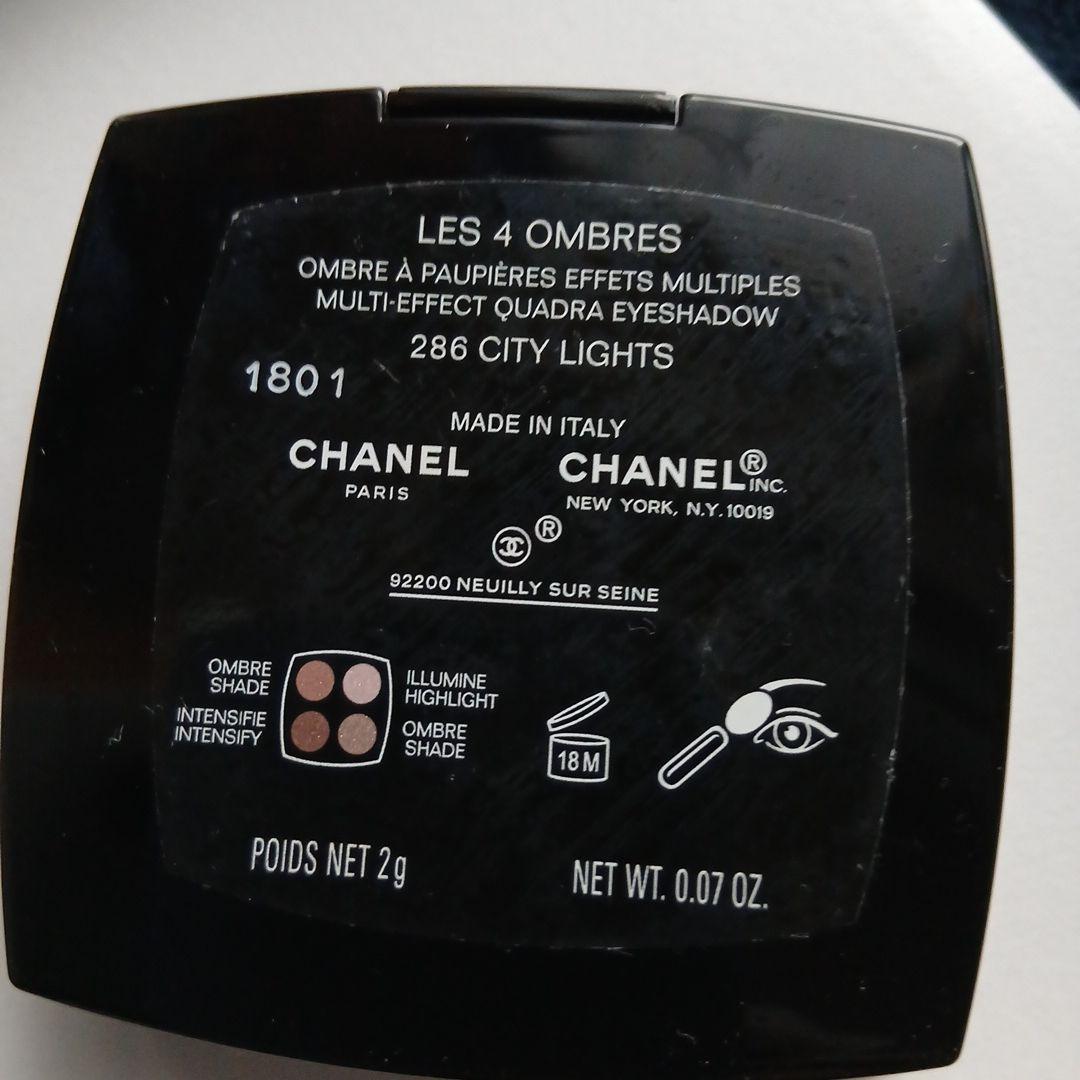 LES 4 OMBRES
OMBRE À PAUPIÈRES EFFETS MULTIPLES
MULTI-EFFECT QUADRA EYESHADOW
286 CITY LIGHTS
1801
MADE IN ITALY
CHANEL
PARIS
CHANEL® INC.
NEW YORK, N.Y. 10019
®
92200 NEUILLY SUR SEINE
OMBRE
SHADE
ILLUMINE
HIGHLIGHT
INTENSIFIE
INTENSIFY
OMBRE
SHADE
18M
POIDS NET 2g
NET WT. 0.07 OZ.